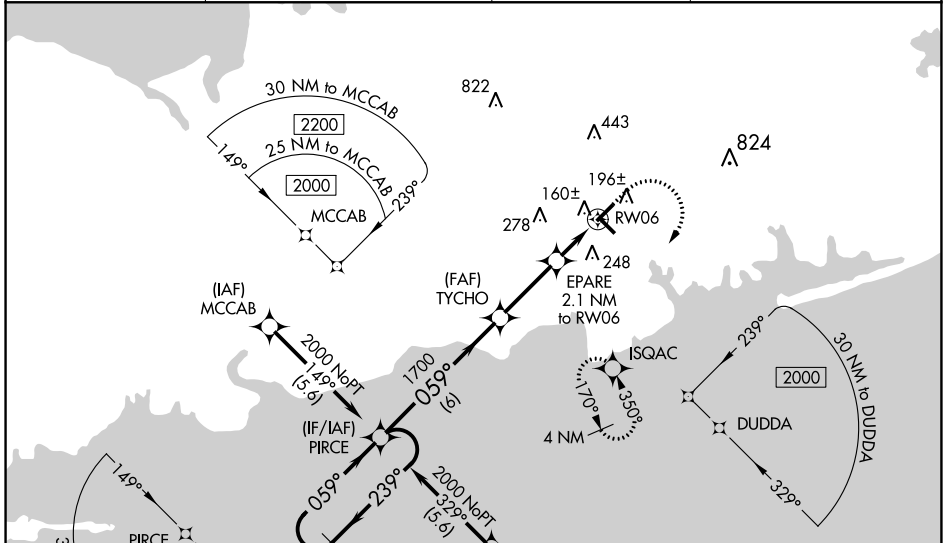 30 NM to MCCAB
2200
25 NM to MCCAB
2000
149°
239°
MCCAB
822
443
824
196±
160±
278
RW06
248
EPARE
2.1 NM
to RW06
(FAF)
TYCHO
(IAF)
MCCAB
2000 NoPT
149°
(5.6)
1700
059°
(6)
(IF/IAF)
PIRCE
ISQAC
170°
350°
4 NM
239°
30 NM to DUDDA
2000
DUDDA
329°
059°
239°
2000 NoPT
329°
(5.6)
149°
PIRCE